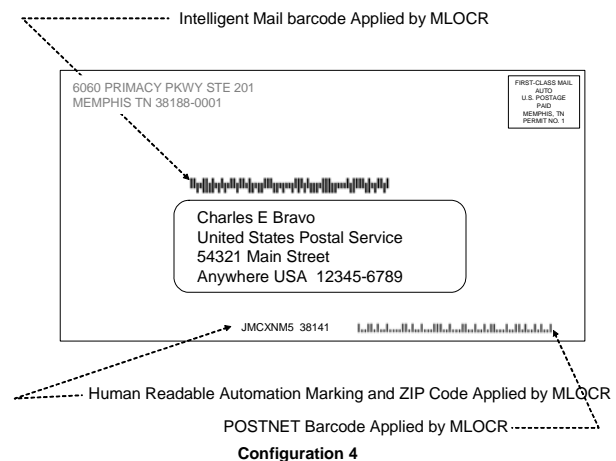 Intelligent Mail barcode Applied by MLOCR
6060 PRIMACY PKWY STE 201
MEMPHIS TN 38188-0001
FIRST-CLASS MAIL
AUTO
U.S. POSTAGE
PAID
MEMPHIS, TN
PERMIT NO. 1
Charles E Bravo
United States Postal Service
54321 Main Street
Anywhere USA 12345-6789
JMCXNM5 38141
Human Readable Automation Marking and ZIP Code Applied by MLOCR
POSTNET Barcode Applied by MLOCR
Configuration 4